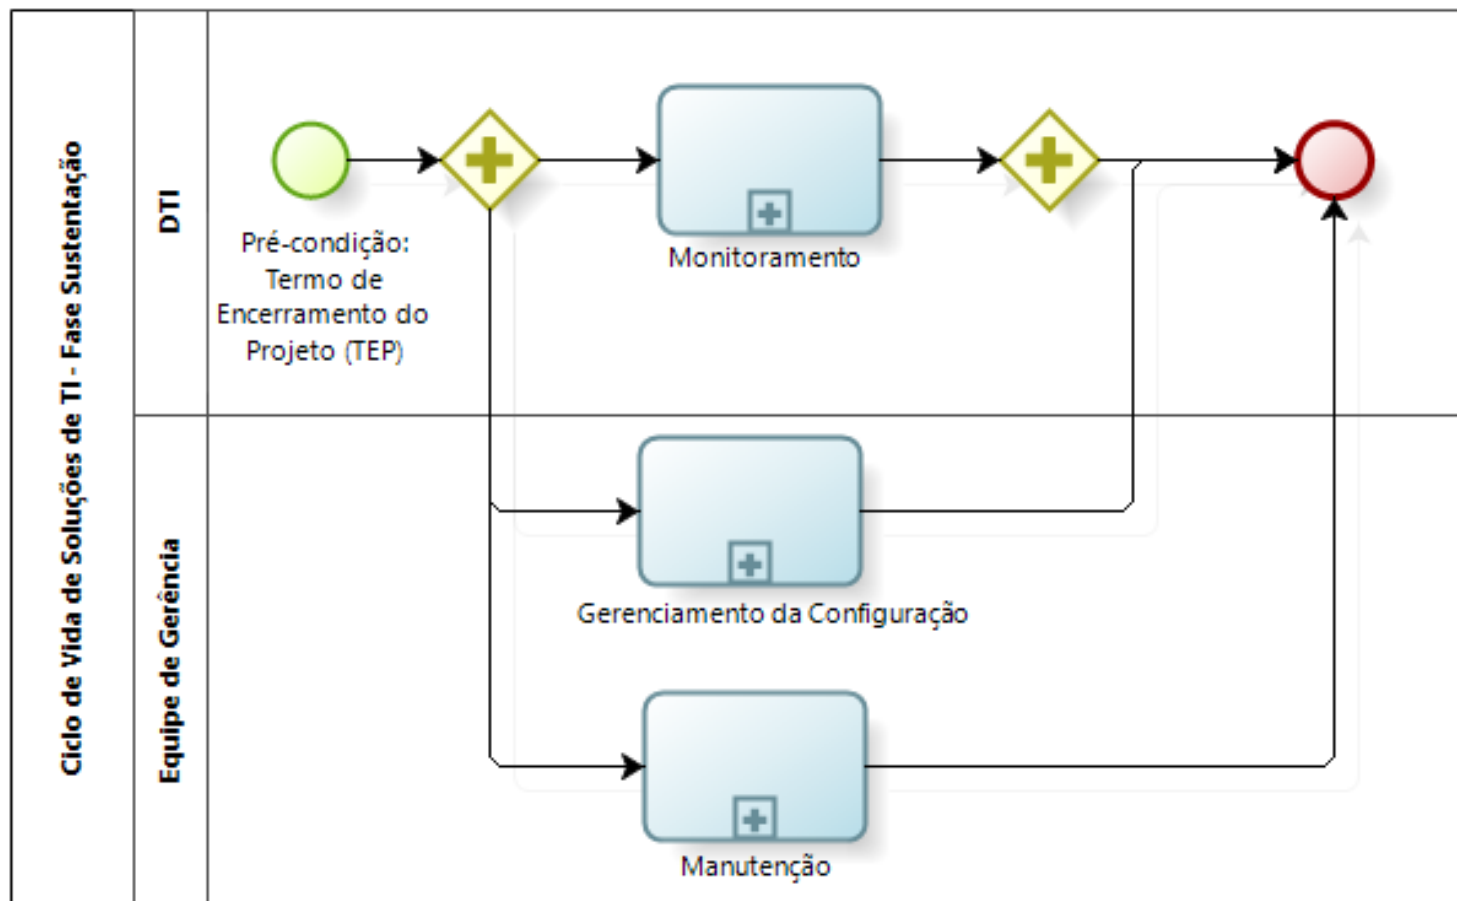 Ciclo de Vida de Soluções de TI - Fase Sustentação
DTI
Pré-condição:
Termo de
Encerramento do
Projeto (TEP)
Monitoramento
Equipe de Gerência
Gerenciamento da Configuração
Manutenção